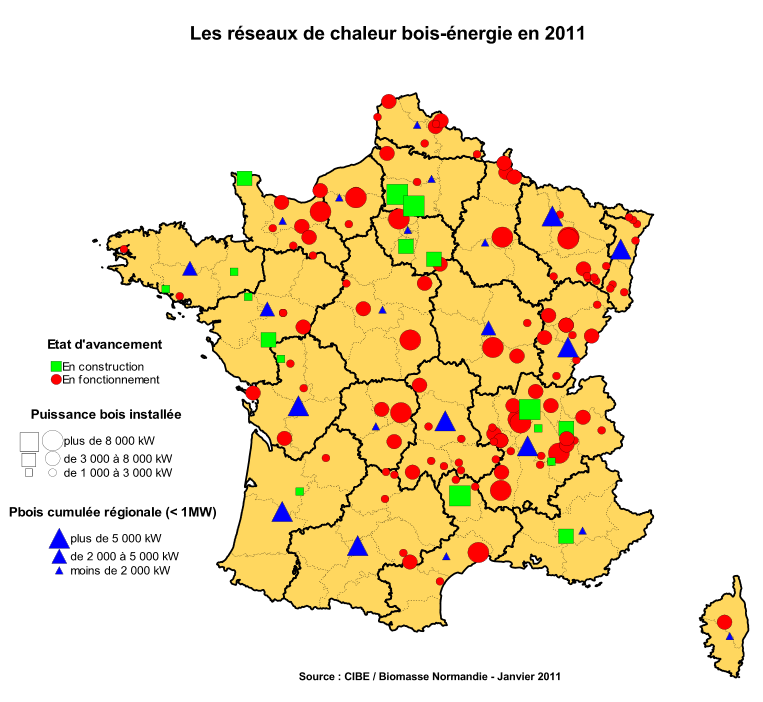 Les réseaux de chaleur bois-énergie en 2011
Etat d'avancement
En construction
En fonctionnement
Puissance bois installée
plus de 8 000 kW
de 3 000 à 8 000 kW
de 1 000 à 3 000 kW
Pbois cumulée régionale (< 1MW)
plus de 5 000 kW
de 2 000 à 5 000 kW
moins de 2 000 kW
Source : CIBE / Biomasse Normandie - Janvier 2011